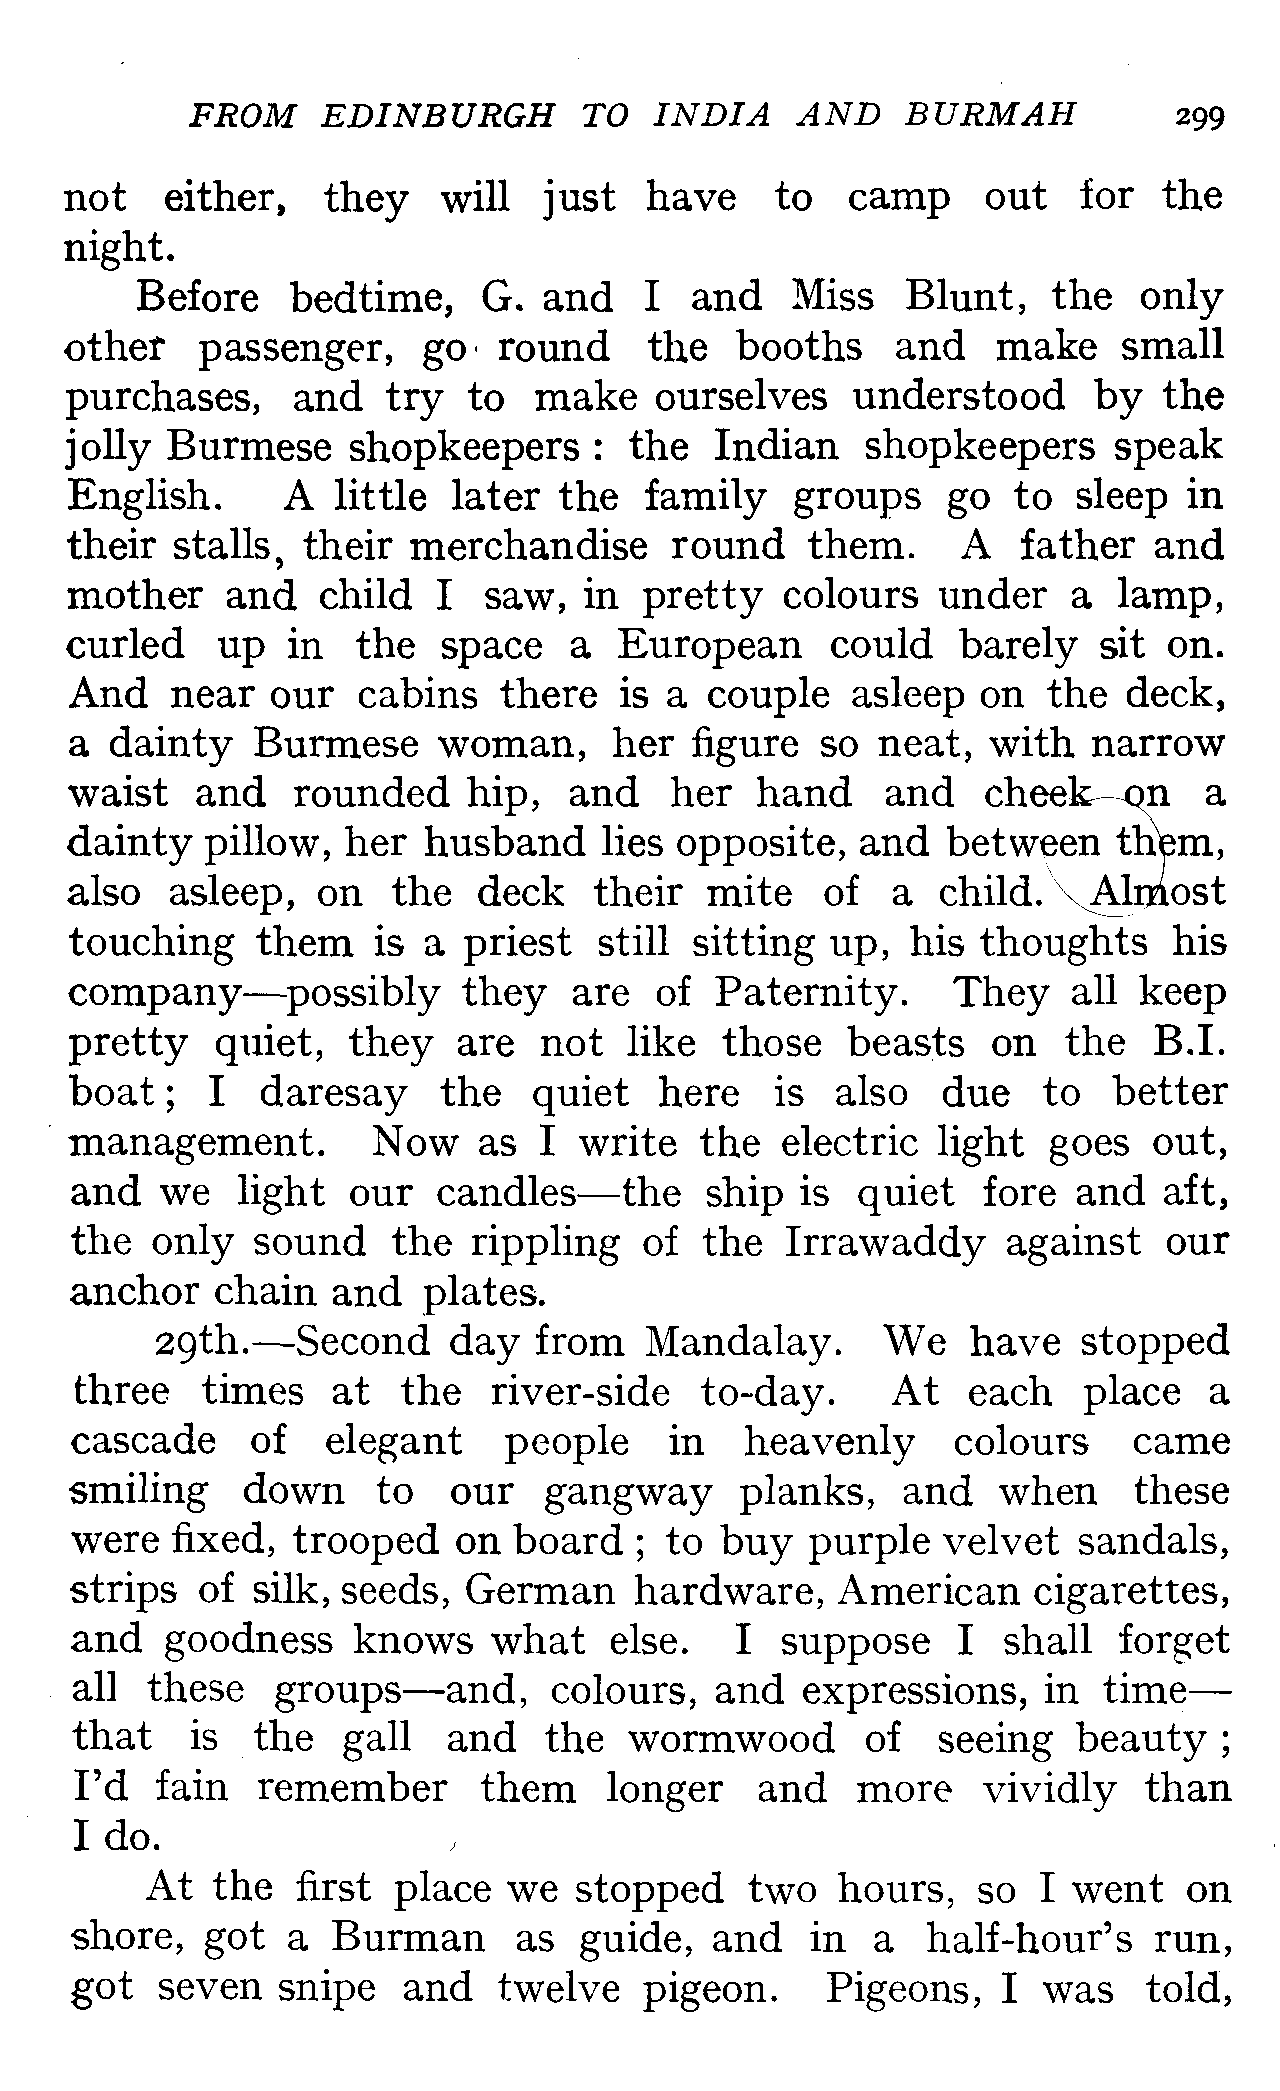 FROM EDINBURGH TO INDIA AND BURMAH 299
not either, they will just have to camp out for the
night.
Before bedtime, G. and I and Miss Blunt, the only
other passenger, go round the booths and make small
purchases, and try to make ourselves understood by the
jolly Burmese shopkeepers : the Indian shopkeepers speak
English. A little later the family groups go to sleep in
their stalls, their merchandise round them. A father and
mother and child I saw, in pretty colours under a lamp,
curled up in the space a European could barely sit on.
And near our cabins there is a couple asleep on the deck,
a dainty Burmese woman, her figure so neat, with narrow
waist and rounded hip, and her hand and cheek on a
dainty pillow, her husband lies opposite, and between them,
also asleep, on the deck their mite of a child. Almost
touching them is a priest still sitting up, his thoughts his
company—possibly they are of Paternity. They all keep
pretty quiet, they are not like those beasts on the B.I.
boat ; I daresay the quiet here is also due to better
management. Now as I write the electric light goes out,
and we light our candles—the ship is quiet fore and aft,
the only sound the rippling of the Irrawaddy against our
anchor chain and plates.
29th.—Second day from Mandalay. We have stopped
three times at the river-side to-day. At each place a
cascade of elegant people in heavenly colours came
smiling down to our gangway planks, and when these
were fixed, trooped on board ; to buy purple velvet sandals,
strips of silk, seeds, German hardware, American cigarettes,
and goodness knows what else. I suppose I shall forget
all these groups—and, colours, and expressions, in time—
that is the gall and the wormwood of seeing beauty ;
I'd fain remember them longer and more vividly than
I do.
At the first place we stopped two hours, so I went on
shore, got a Burman as guide, and in a half-hour's run,
got seven snipe and twelve pigeon. Pigeons, I was told,